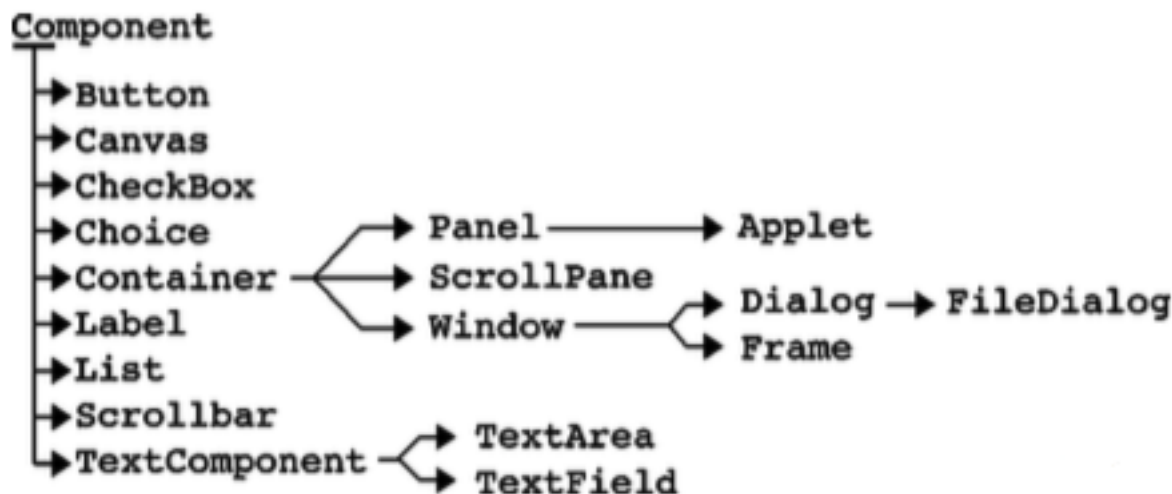 Component
Button
Canvas
CheckBox
Choice
Panel
Applet
Container
ScrollPane
Label
Window
Dialog
FileDialog
Frame
List
Scrollbar
TextComponent
TextArea
TextField